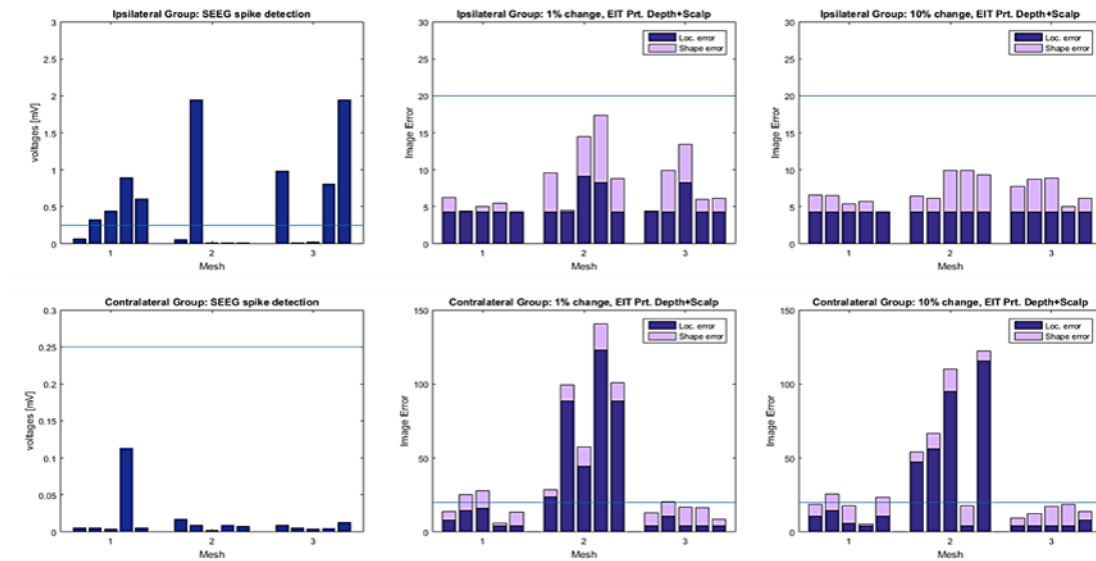 Ipsilateral Group: SEEG spike detection
3
2.5
2
1.5
1
0.5
0
voltages [mV]
1 2 3
Mesh
Ipsilateral Group: 1% change, EIT Prt. Depth+Scalp
30
25
20
15
10
5
0
Image Error
Loc. error
Shape error
1 2 3
Mesh
Ipsilateral Group: 10% change, EIT Prt. Depth+Scalp
30
25
20
15
10
5
0
Image Error
Loc. error
Shape error
1 2 3
Mesh
Contralateral Group: SEEG spike detection
0.3
0.25
0.2
0.15
0.1
0.05
0
voltages [mV]
1 2 3
Mesh
Contralateral Group: 1% change, EIT Prt. Depth+Scalp
150
100
50
0
Image Error
Loc. error
Shape error
1 2 3
Mesh
Contralateral Group: 10% change, EIT Prt. Depth+Scalp
150
100
50
0
Image Error
Loc. error
Shape error
1 2 3
Mesh